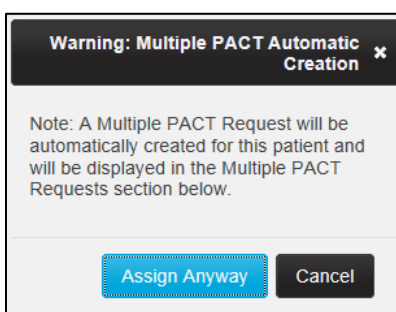 Warning: Multiple PACT Automatic
Creation
×
Note: A Multiple PACT Request will be
automatically created for this patient and
will be displayed in the Multiple PACT
Requests section below.
Assign Anyway Cancel